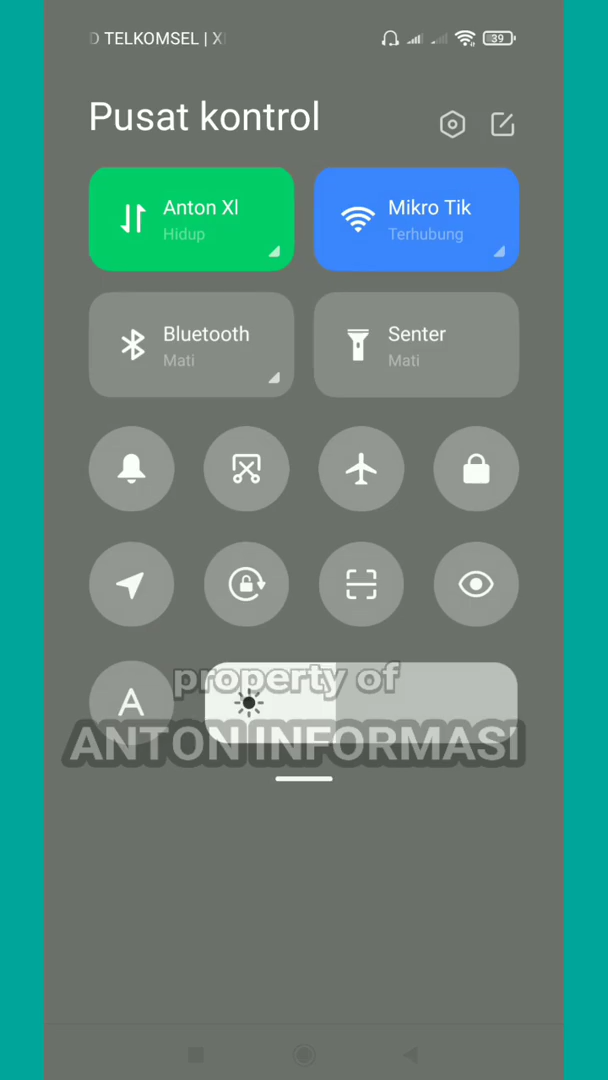 D TELKOMSEL | X
39
Pusat kontrol
Anton Xl
Hidup
Mikro Tik
Terhubung
Bluetooth
Mati
Senter
Mati
A
property of
ANTON INFORMASI